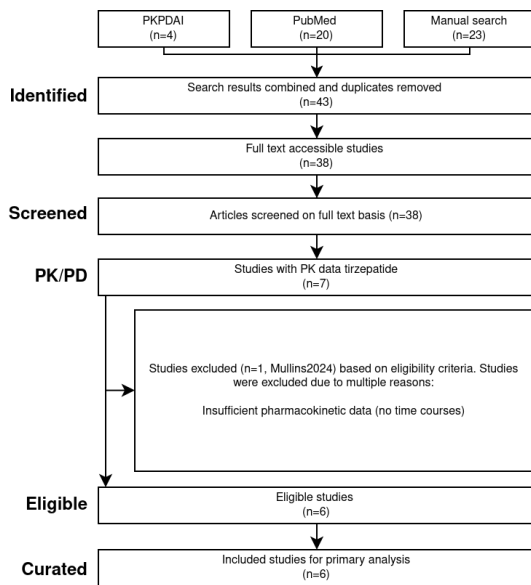 PKPDAI
(n=4)
PubMed
(n=20)
Manual search
(n=23)
Identified
Search results combined and duplicates removed
(n=43)
Full text accessible studies
(n=38)
Screened
Articles screened on full text basis (n=38)
PK/PD
Studies with PK data tirzepatide
(n=7)
Studies excluded (n=1, Mullins2024) based on eligibility criteria. Studies
were excluded due to multiple reasons:
Insufficient pharmacokinetic data (no time courses)
Eligible
Eligible studies
(n=6)
Curated
Included studies for primary analysis
(n=6)